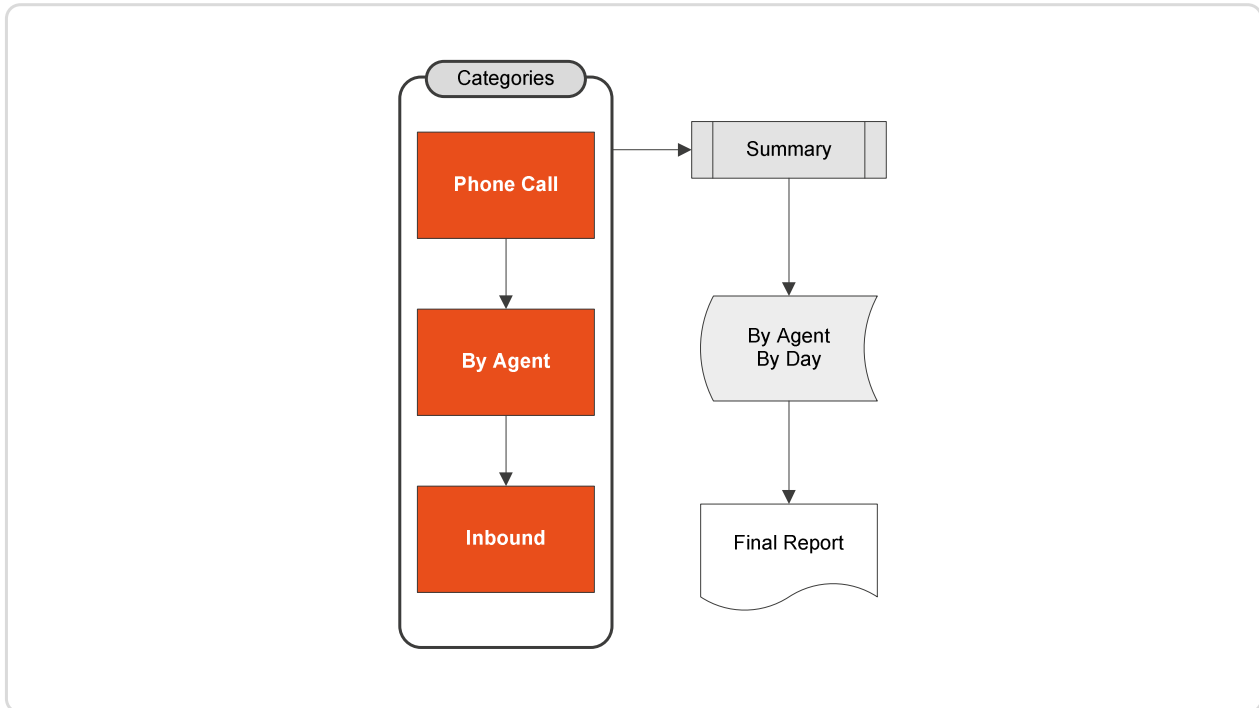 Categories
Phone Call
By Agent
Inbound
Summary
By Agent
By Day
Final Report